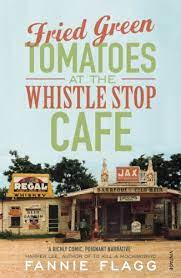 Fried Green
TOMATOES
AT THE
WHISTLE STOP
CAFE
REGAL
WHISKEY
JAX
'A RICHLY COMIC, POIGNANT NARRATIVE'
HARPER LEE, AUTHOR OF TO KILL A MOCKINGBIRD
FANNIE FLAGG